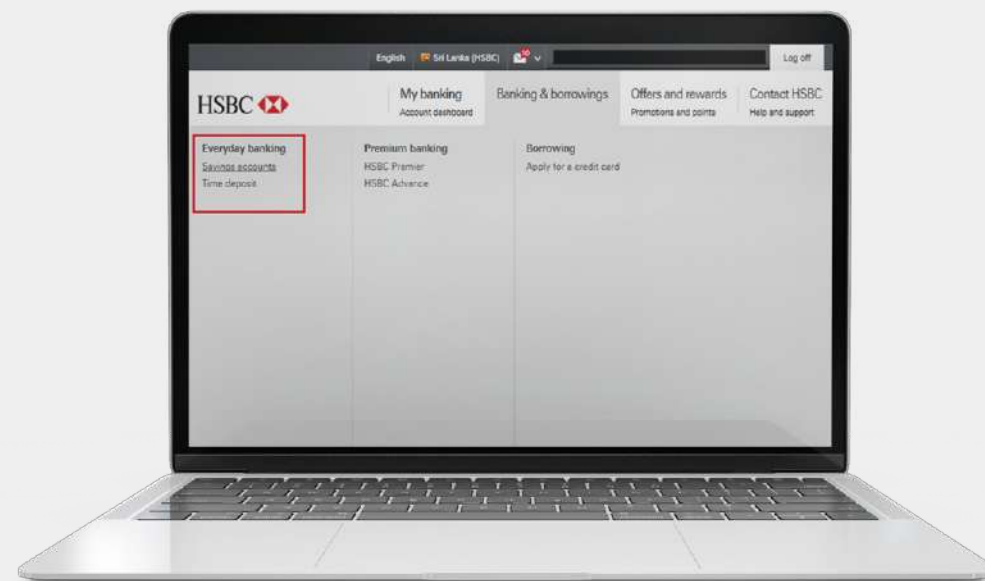 English Sri Lanka (HSBC) Log off
HSBC
My banking Banking & borrowings Offers and rewards Contact HSBC
Account dashboard Promotions and points Help and support
Everyday banking Premium banking Borrowing
Savings accounts HSBC Premier Apply for a credit card
Time deposit HSBC Advance